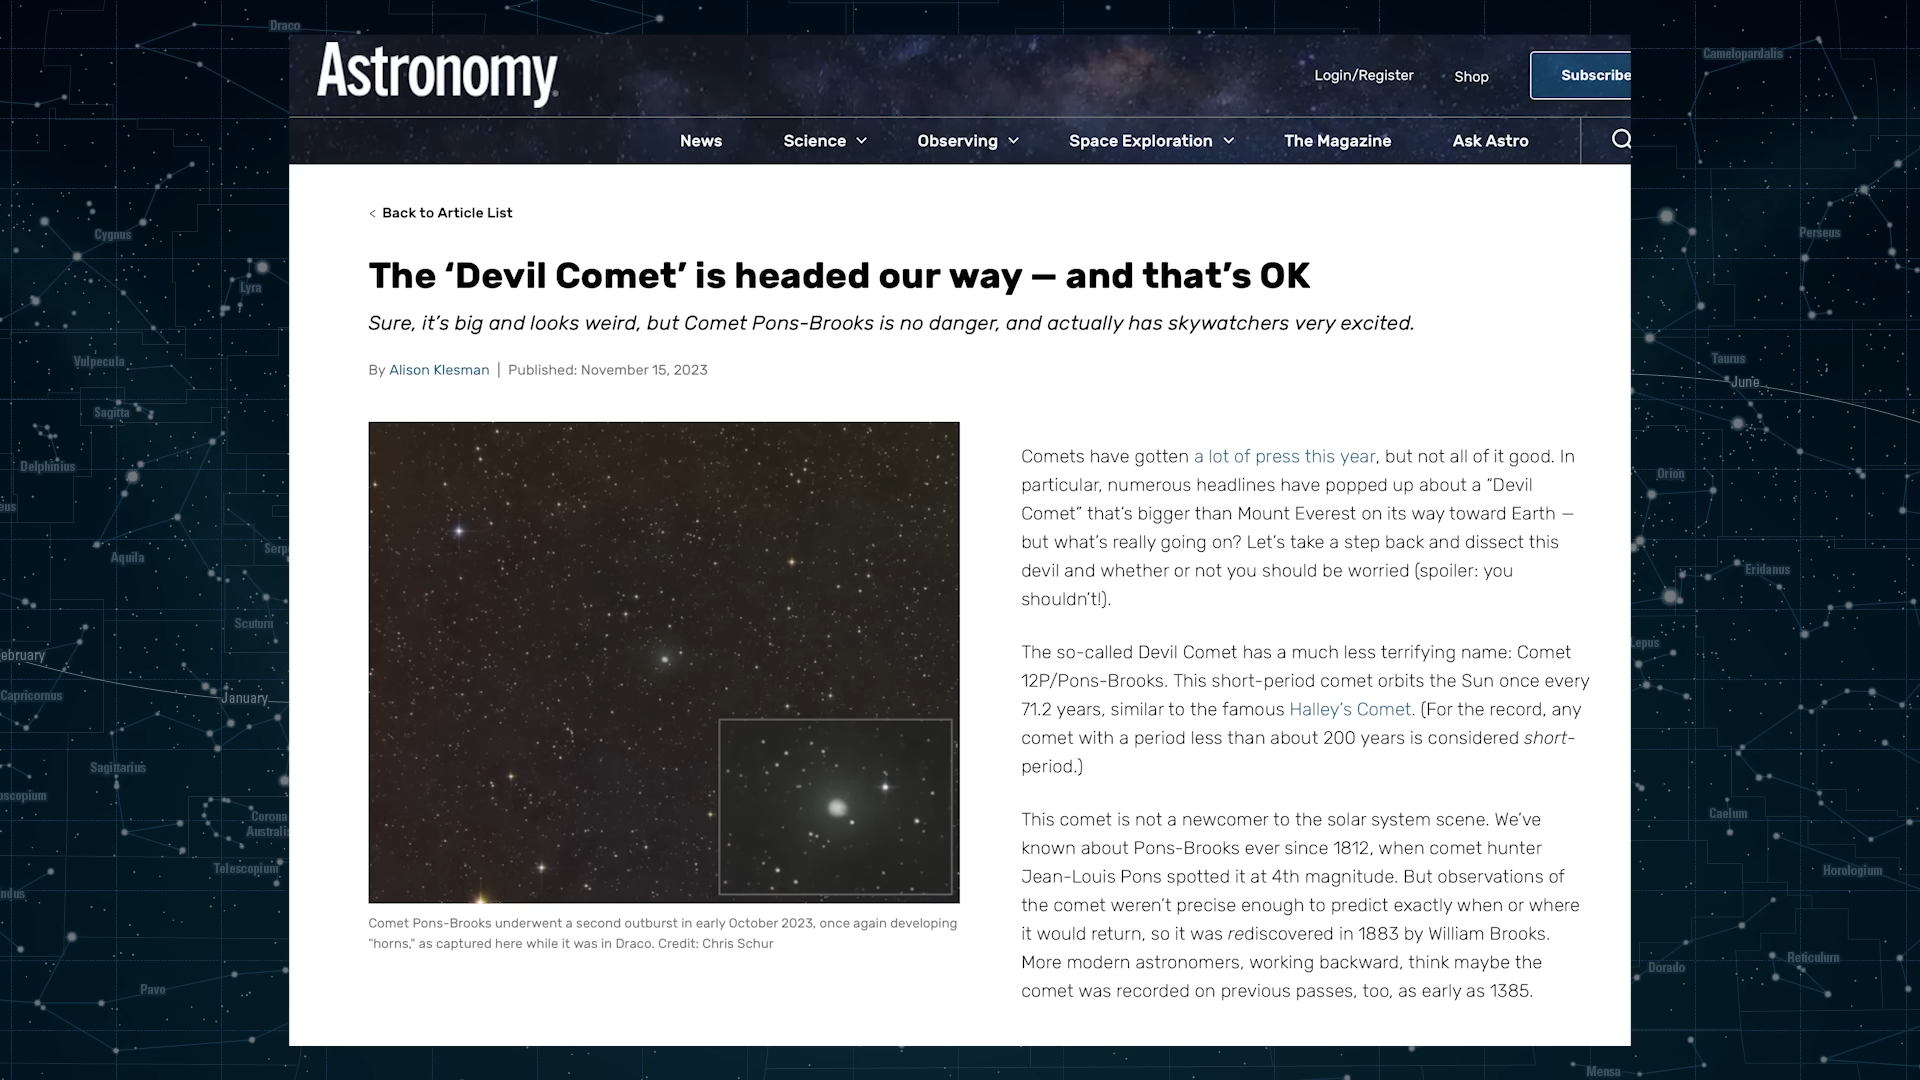 Draco
Camelopardalis
Cygnus
Perseus
Lyra
Vulpecula
Taurus
June
Sagitta
Delphinius
Orion
Aquila
Eridanus
Scutum
Lepus
Capricornus
January
Sagittarius
Corona
Caelum
Telescopium
Horologium
Pavo
Dorado
Reticulum
Mensa
Astronomy
Login/Register
Shop
Subscribe
News
Science
Observing
Space Exploration
The Magazine
Ask Astro
< Back to Article List
The ‘Devil Comet’ is headed our way — and that’s OK
Sure, it’s big and looks weird, but Comet Pons-Brooks is no danger, and actually has skywatchers very excited.
By Alison Klesman | Published: November 15, 2023
Comet Pons-Brooks underwent a second outburst in early October 2023, once again developing
"horns," as captured here while it was in Draco. Credit: Chris Schur
Comets have gotten a lot of press this year, but not all of it good. In
particular, numerous headlines have popped up about a “Devil
Comet” that’s bigger than Mount Everest on its way toward Earth —
but what’s really going on? Let’s take a step back and dissect this
devil and whether or not you should be worried (spoiler: you
shouldn’t!).
The so-called Devil Comet has a much less terrifying name: Comet
12P/Pons-Brooks. This short-period comet orbits the Sun once every
71.2 years, similar to the famous Halley’s Comet. (For the record, any
comet with a period less than about 200 years is considered short-
period.)
This comet is not a newcomer to the solar system scene. We’ve
known about Pons-Brooks ever since 1812, when comet hunter
Jean-Louis Pons spotted it at 4th magnitude. But observations of
the comet weren’t precise enough to predict exactly when or where
it would return, so it was rediscovered in 1883 by William Brooks.
More modern astronomers, working backward, think maybe the
comet was recorded on previous passes, too, as early as 1385.